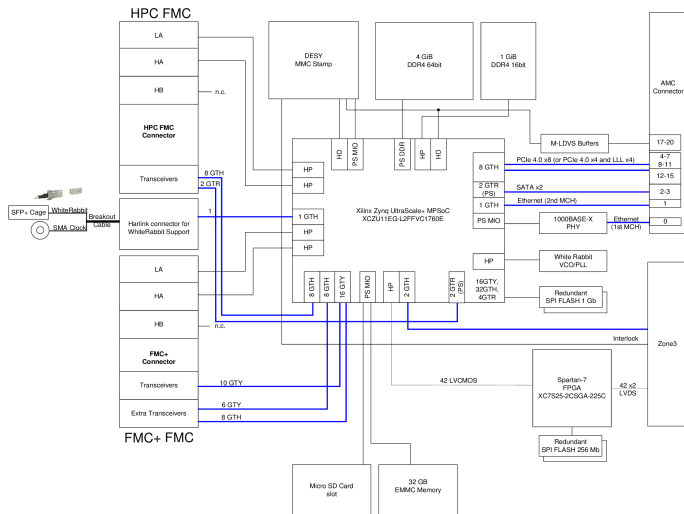 HPC FMC
LA
HA
HB
n.c.
HPC FMC
Connector
Transceivers
8 GTH
2 GTR
SFP+ Cage
WhiteRabbit
SMA Clock
Breakout
Cable
Harlink connector for
WhiteRabbit Support
1
LA
HA
HB
n.c.
FMC+
Connector
Transceivers
10 GTY
Extra Transceivers
6 GTY
8 GTH
FMC+ FMC
DESY
MMC Stamp
4 GiB
DDR4 64bit
1 GiB
DDR4 16bit
HD
PS MIO
PS DDR
HP
HD
HP
HP
1 GTH
HP
HP
Xilinx Zynq UltraScale+ MPSoC
XCZU11EG-L2FFVC1760E
8 GTH
2 GTR
(PS)
1 GTH
PS MIO
HP
16GTY,
32GTH,
4GTR
8 GTH
8 GTH
16 GTY
PS MIO
HP
2 GTH
2 GTR
(PS)
M-LDVS Buffers
PCIe 4.0 x8 (or PCIe 4.0 x4 and LLL x4)
SATA x2
Ethernet (2nd MCH)
1000BASE-X
PHY
Ethernet
(1st MCH)
White Rabbit
VCO/PLL
Redundant
SPI FLASH 1 Gb
AMC
Connector
17-20
4-7
8-11
12-15
2-3
1
0
Interlock
Zone3
42 LVCMOS
Spartan-7
FPGA
XC7S25-2CSGA-225C
42 x2
LVDS
Redundant
SPI FLASH 256 Mb
Micro SD Card
slot
32 GB
EMMC Memory